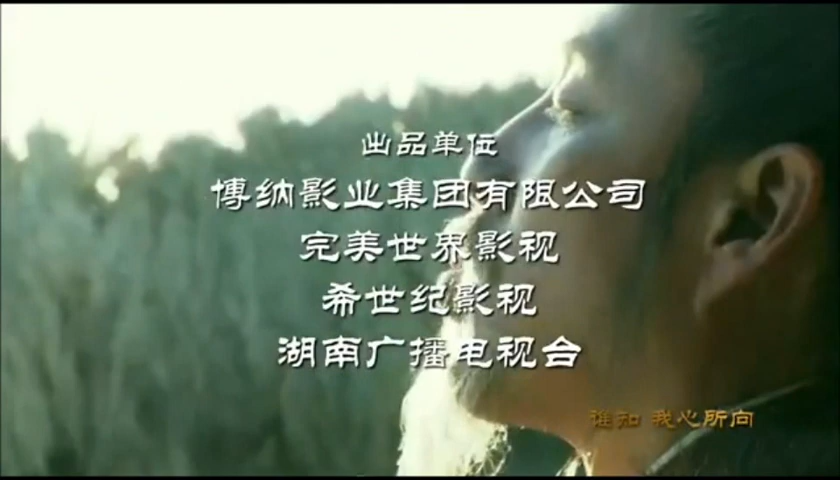 出品单位
博纳影业集团有限公司
完美世界影视
希世纪影视
湖南广播电视台
谁知 我心所向